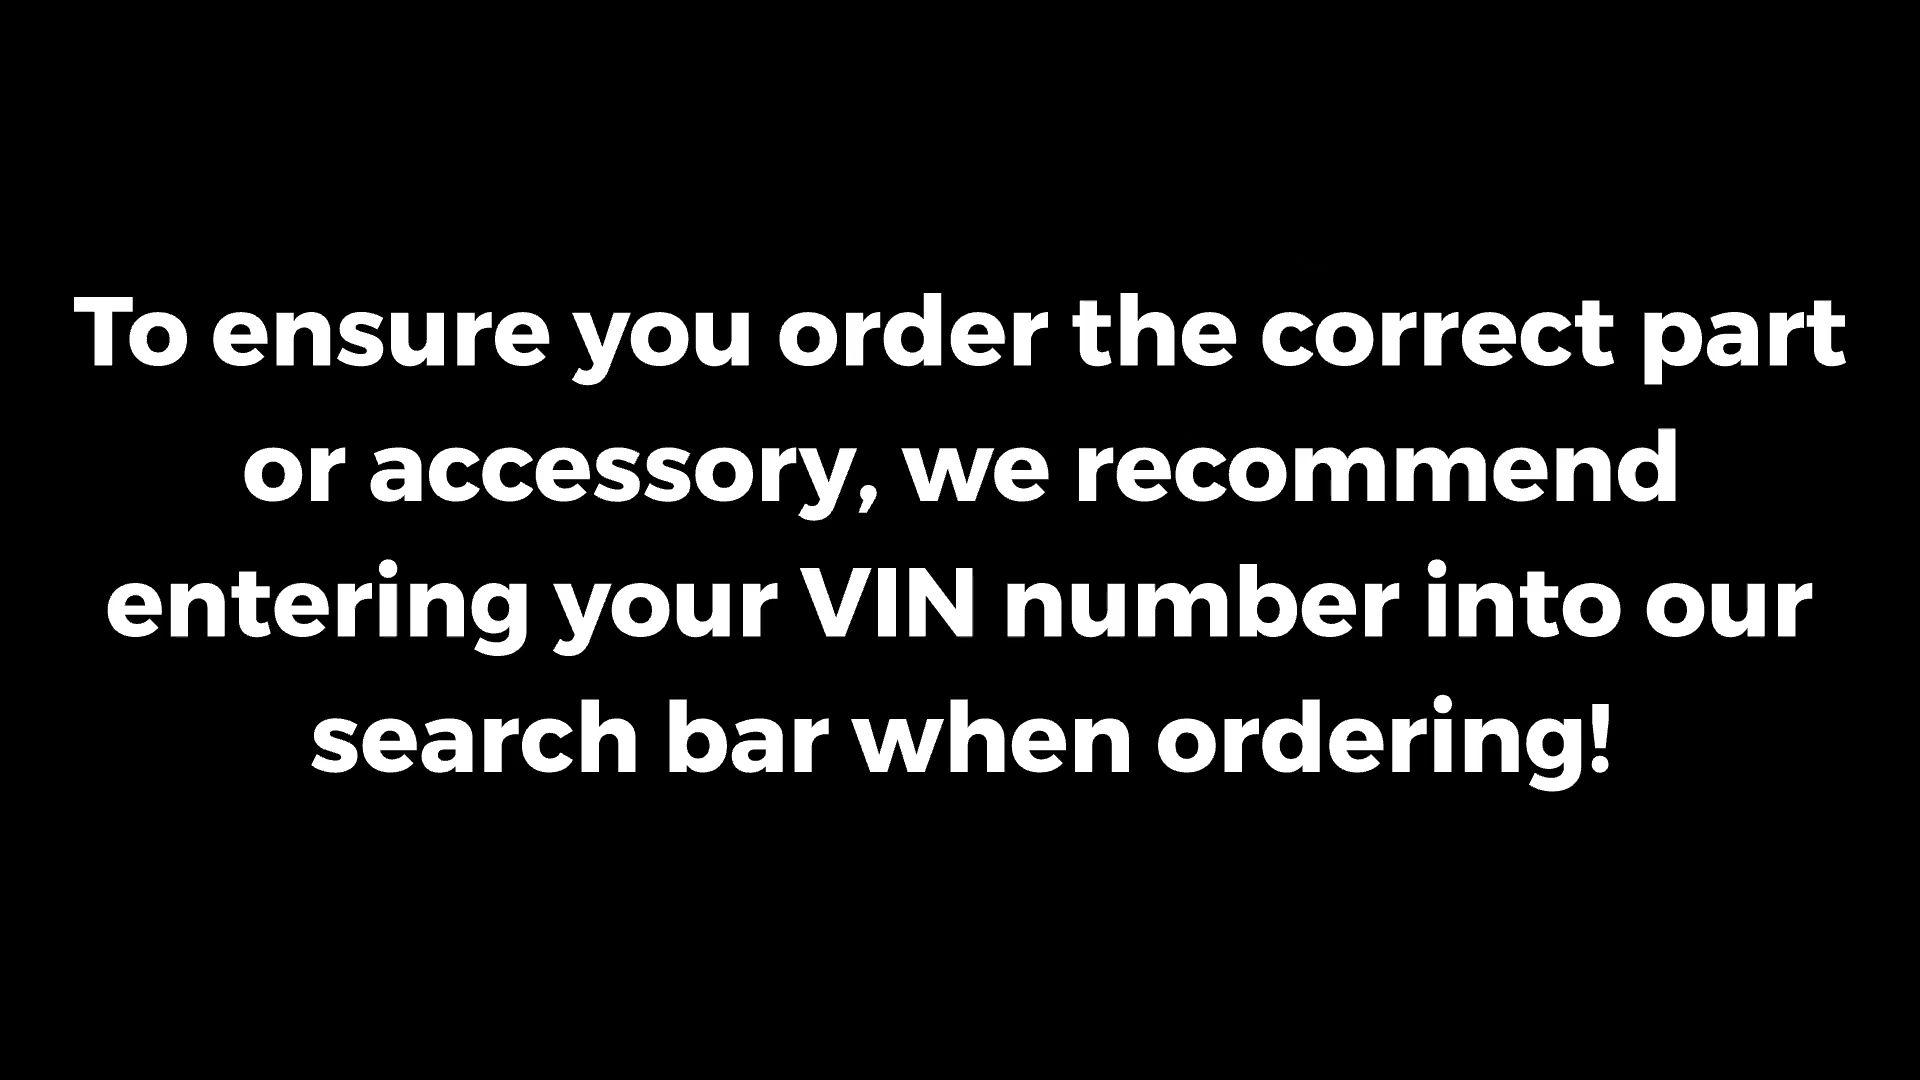 To ensure you order the correct part
or accessory, we recommend
entering your VIN number into our
search bar when ordering!